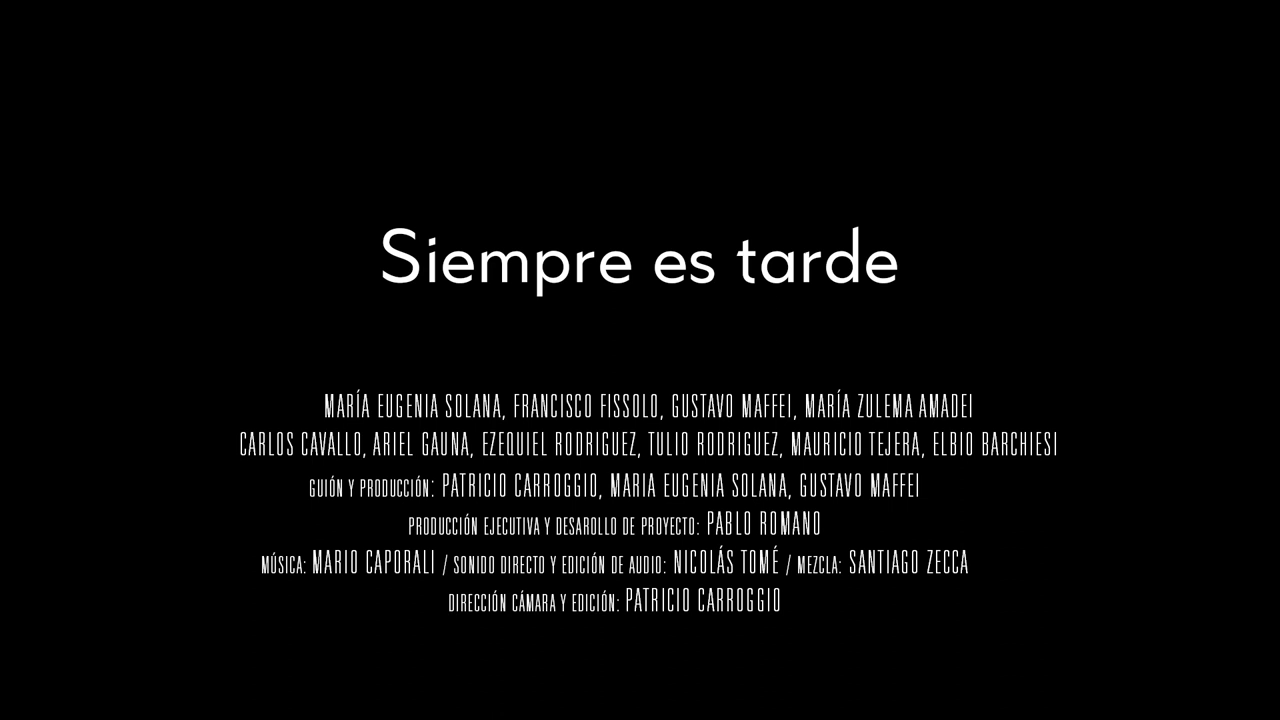 Siempre es tarde
MARÍA EUGENIA SOLANA, FRANCISCO FISSOLO, GUSTAVO MAFFEI, MARÍA ZULEMA AMADEI
CARLOS CAVALLO, ARIEL GAUNA, EZEQUIEL RODRIGUEZ, TULIO RODRIGUEZ, MAURICIO TEJERA, ELBIO BARCHIESI
GUIÓN Y PRODUCCIÓN: PATRICIO CARROGGIO, MARIA EUGENIA SOLANA, GUSTAVO MAFFEI
PRODUCCIÓN EJECUTIVA Y DESAROLLO DE PROYECTO: PABLO ROMANO
MÚSICA: MARIO CAPORALI / SONIDO DIRECTO Y EDICIÓN DE AUDIO: NICOLÁS TOMÉ / MEZCLA: SANTIAGO ZECCA
DIRECCIÓN CÁMARA Y EDICIÓN: PATRICIO CARROGGIO